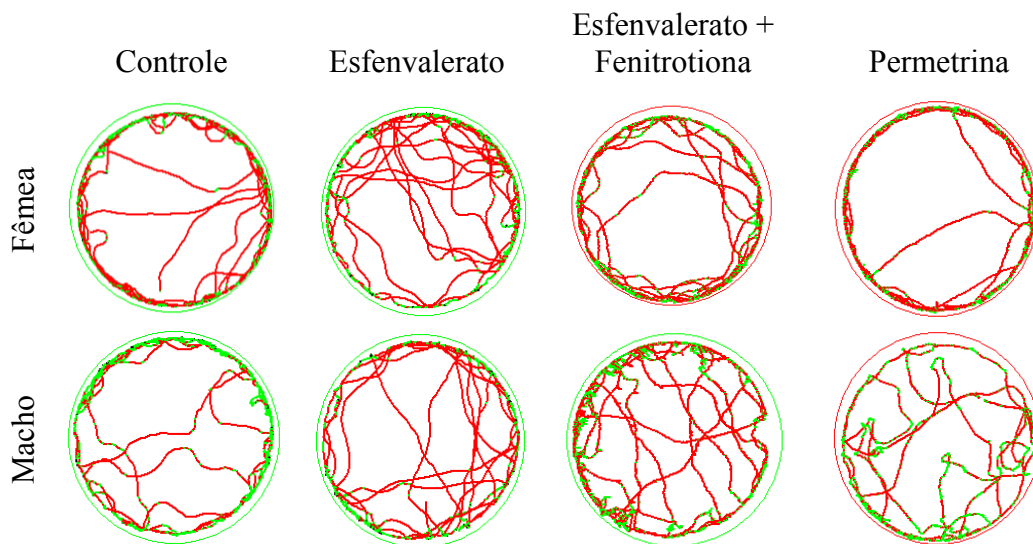 Controle
Esfenvalerato
Esfenvalerato +
Fenitrotiona
Permetrina
Fêmea
Macho